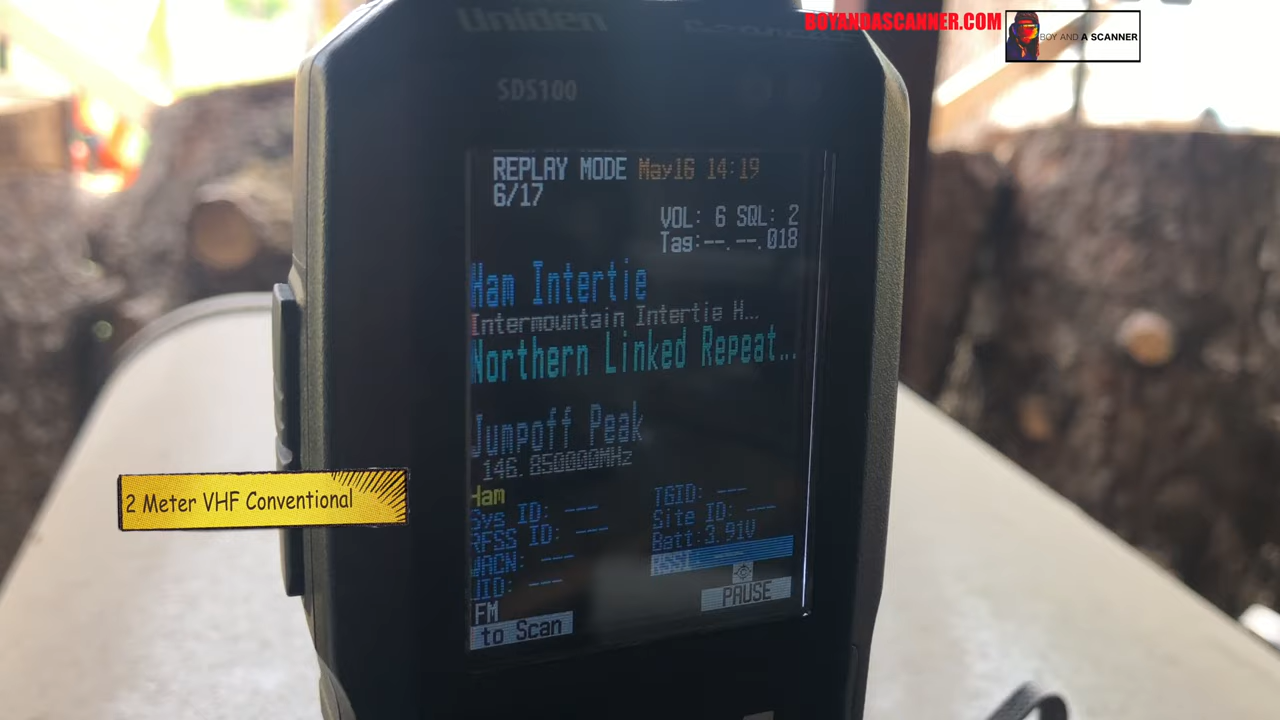 BOYANDASCANNER.COM
BOY AND A SCANNER
Uniden
SDS100
REPLAY MODE May16 14:19
6/17
VOL: 6 SQL: 2
Tag:--.--.018
Ham Intertie
Intermountain Intertie H...
Northern Linked Repeat...
Jumpoff Peak
146.850000MHz
Ham
2 Meter VHF Conventional
Sys ID: --- TGID: ---
RFSS ID: --- Site ID: ---
WACN: --- Batt:3.91V
UID: --- RSSI ---
FM
to Scan PAUSE